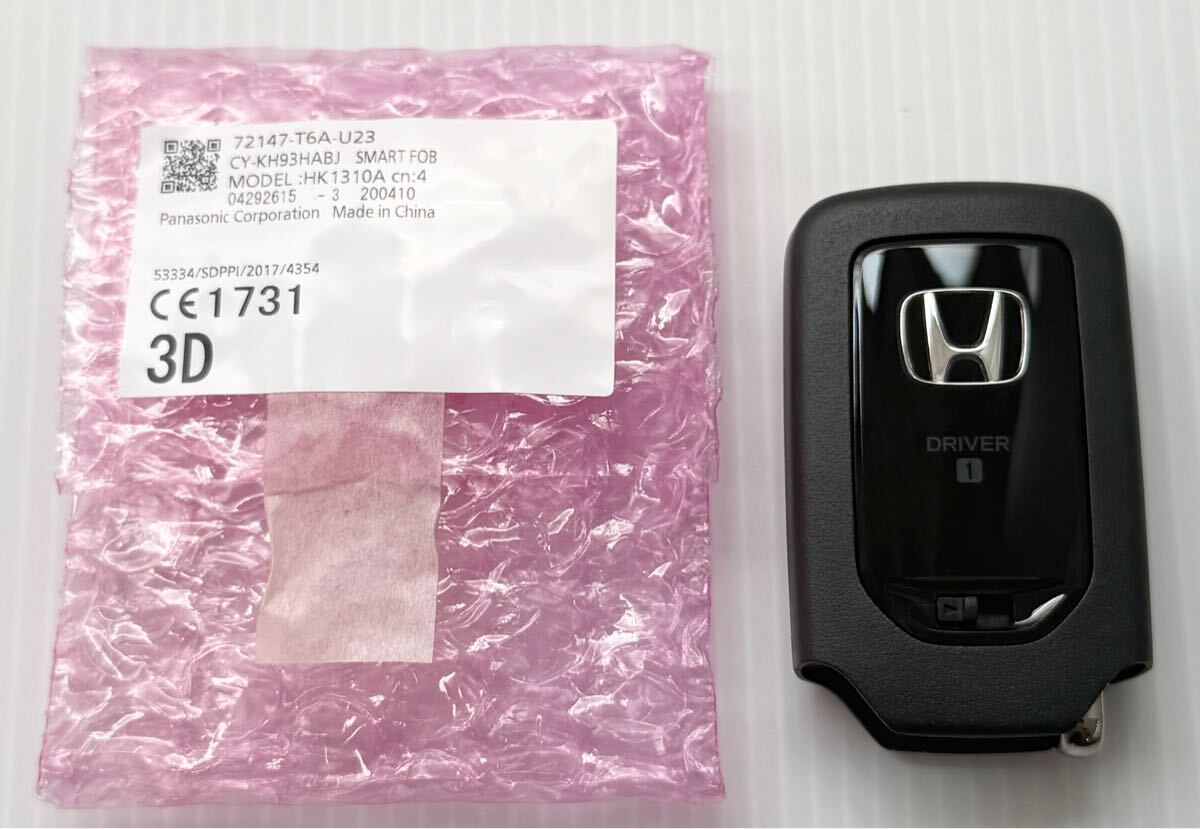 72147-T6A-U23
CY-KH93HABJ SMART FOB
MODEL :HK1310A cn:4
04292615 .- 3 200410
Panasonic Corporation Made in China
53334/SDPPI/2017/4354
CE1731
3D
DRIVER
1